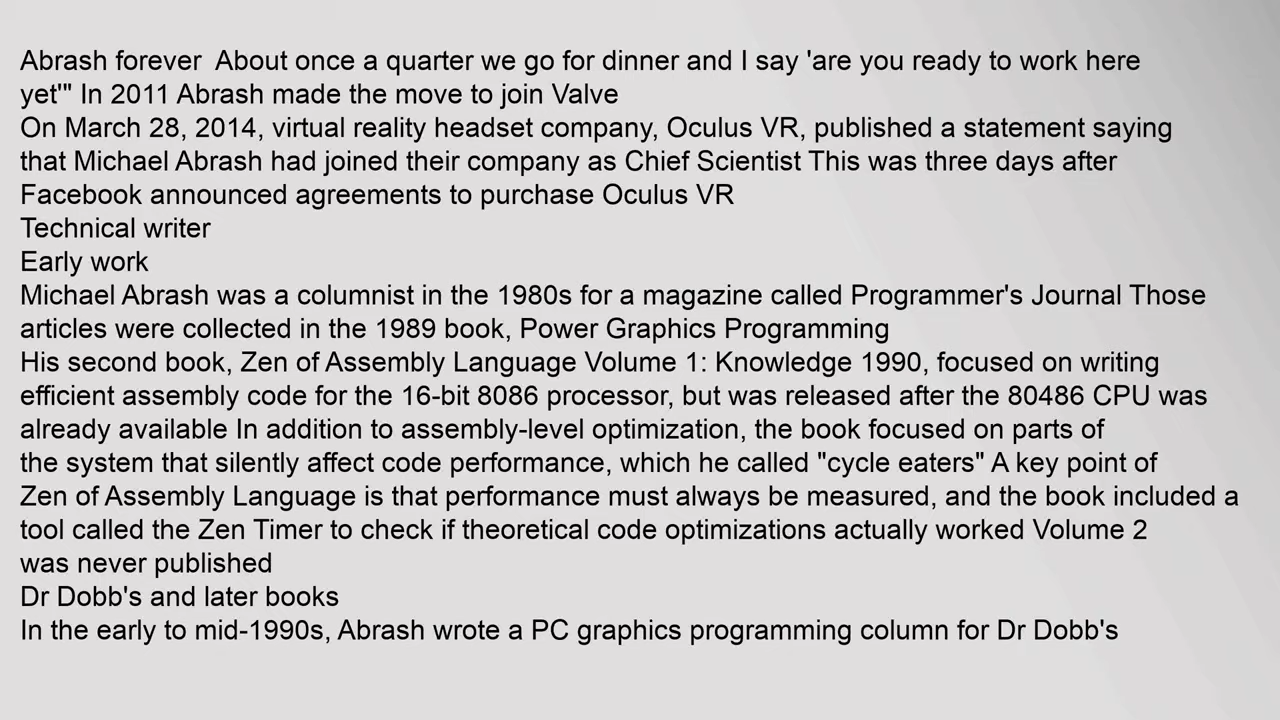 Abrash forever  About once a quarter we go for dinner and I say 'are you ready to work here
yet'" In 2011 Abrash made the move to join Valve
On March 28, 2014, virtual reality headset company, Oculus VR, published a statement saying
that Michael Abrash had joined their company as Chief Scientist This was three days after
Facebook announced agreements to purchase Oculus VR
Technical writer
Early work
Michael Abrash was a columnist in the 1980s for a magazine called Programmer's Journal Those
articles were collected in the 1989 book, Power Graphics Programming
His second book, Zen of Assembly Language Volume 1: Knowledge 1990, focused on writing
efficient assembly code for the 16-bit 8086 processor, but was released after the 80486 CPU was
already available In addition to assembly-level optimization, the book focused on parts of
the system that silently affect code performance, which he called "cycle eaters" A key point of
Zen of Assembly Language is that performance must always be measured, and the book included a
tool called the Zen Timer to check if theoretical code optimizations actually worked Volume 2
was never published
Dr Dobb's and later books
In the early to mid-1990s, Abrash wrote a PC graphics programming column for Dr Dobb's